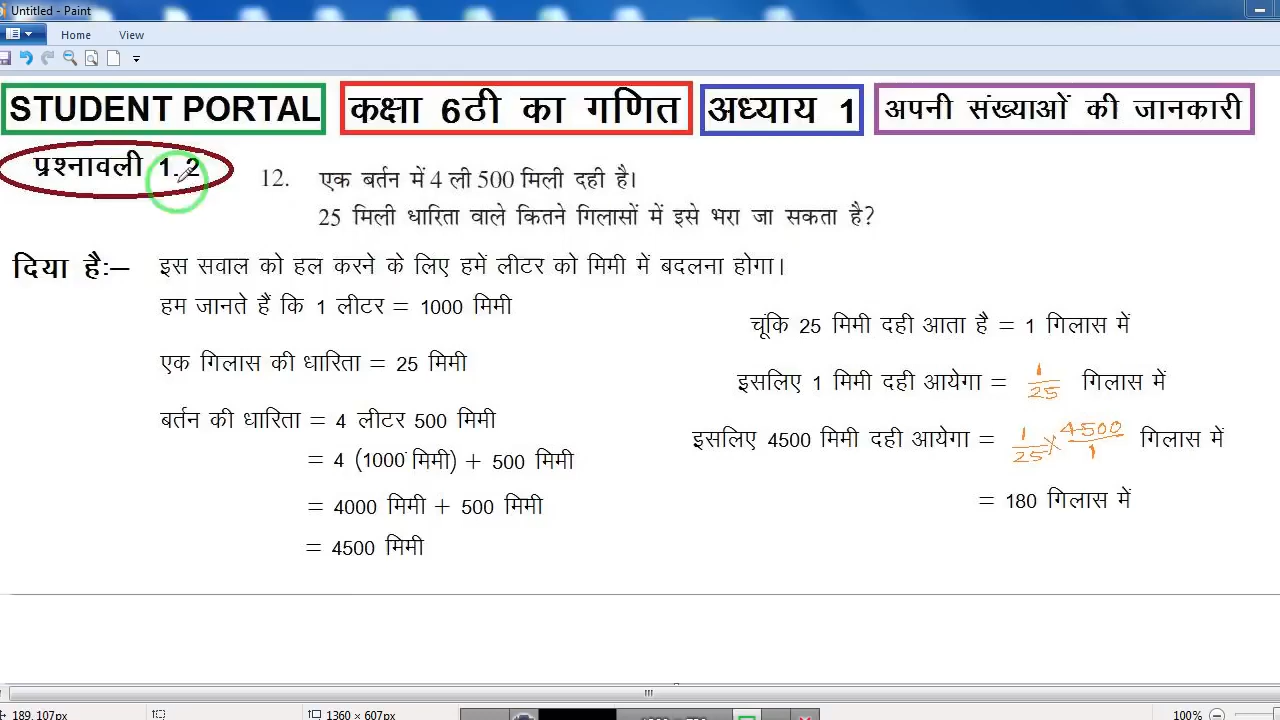 Untitled - Paint
Home View
STUDENT PORTAL कक्षा 6ठी का गणित अध्याय 1 अपनी संख्याओं की जानकारी
प्रश्नावली 1.2
12. एक बर्तन में 4 ली 500 मिली दही है।
25 मिली धारिता वाले कितने गिलासों में इसे भरा जा सकता है?
दिया है:– इस सवाल को हल करने के लिए हमें लीटर को मिमी में बदलना होगा।
हम जानते हैं कि 1 लीटर = 1000 मिमी
एक गिलास की धारिता = 25 मिमी
बर्तन की धारिता = 4 लीटर 500 मिमी
= 4 (1000 मिमी) + 500 मिमी
= 4000 मिमी + 500 मिमी
= 4500 मिमी
चूंकि 25 मिमी दही आता है = 1 गिलास में
इसलिए 1 मिमी दही आयेगा = 1/25 गिलास में
इसलिए 4500 मिमी दही आयेगा = 1/25 × 4500/1 गिलास में
= 180 गिलास में
189, 107px 1360 × 607px 100%